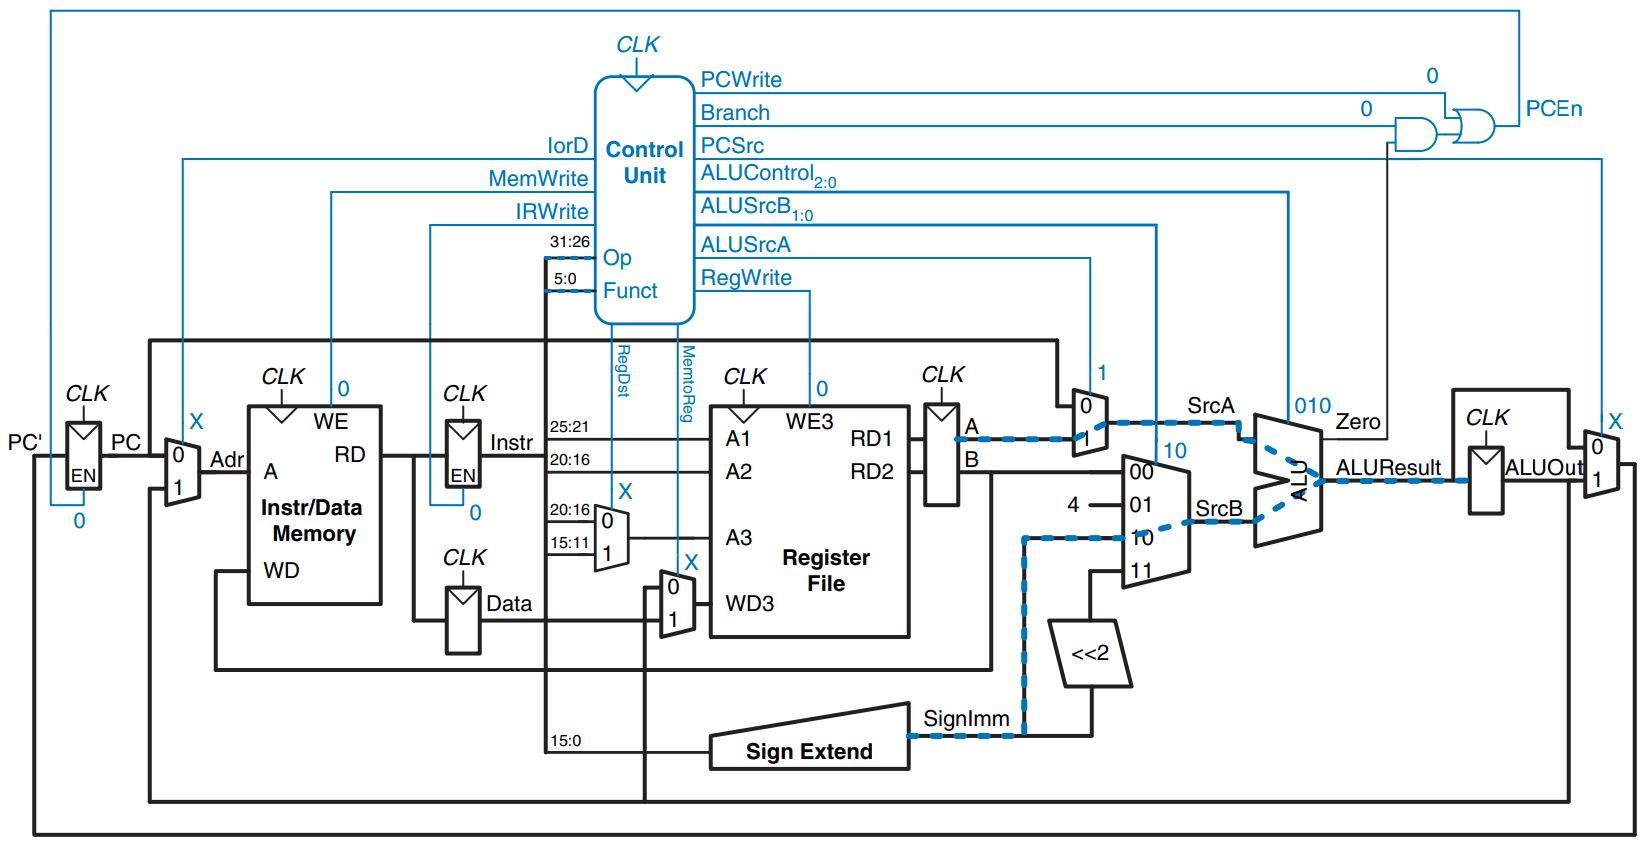 CLK
PCWrite 0
Branch 0 PCEn
IorD Control Unit PCSrc
MemWrite ALUControl2:0
IRWrite ALUSrcB1:0
31:26 Op ALUSrcA
5:0 Funct RegWrite
RegDst MemtoReg
CLK CLK CLK CLK CLK 1
X 0 0 0 SrcA 010 CLK X
PC' EN PC 0 1 Adr WE RD A EN Instr 25:21 A1 WE3 RD1 A 0 1 Zero
20:16 A2 RD2 B 00 10 ALU ALUResult ALUOut 0 1
0 Instr/Data Memory 0 X 4 01 SrcB
20:16 0 10
15:11 1 A3 Register File
WD CLK X 11
Data 0 1 WD3
<<2
SignImm
15:0 Sign Extend